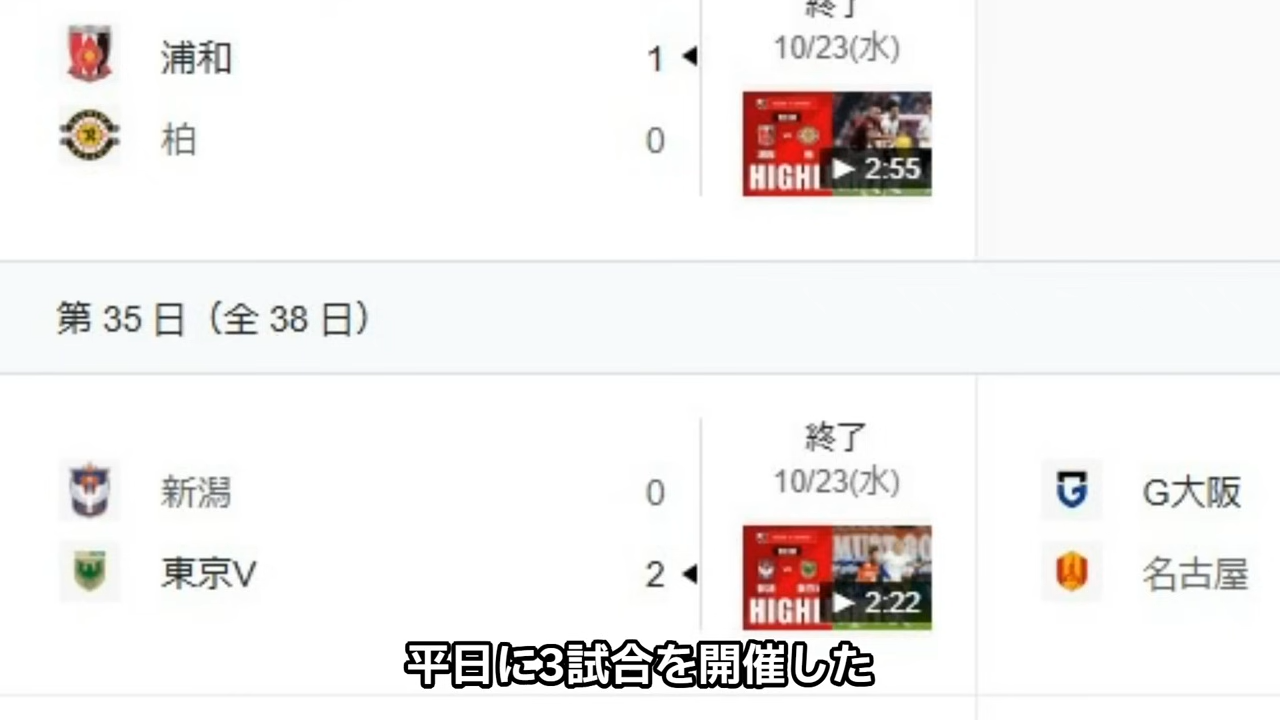 終了
浦和 1
10/23(水)
柏 0
HIGHL
2:55
第 35 日（全 38 日）
終了
新潟 0
10/23(水)
G大阪
東京V 2
HIGHL
2:22
名古屋
平日に3試合を開催した